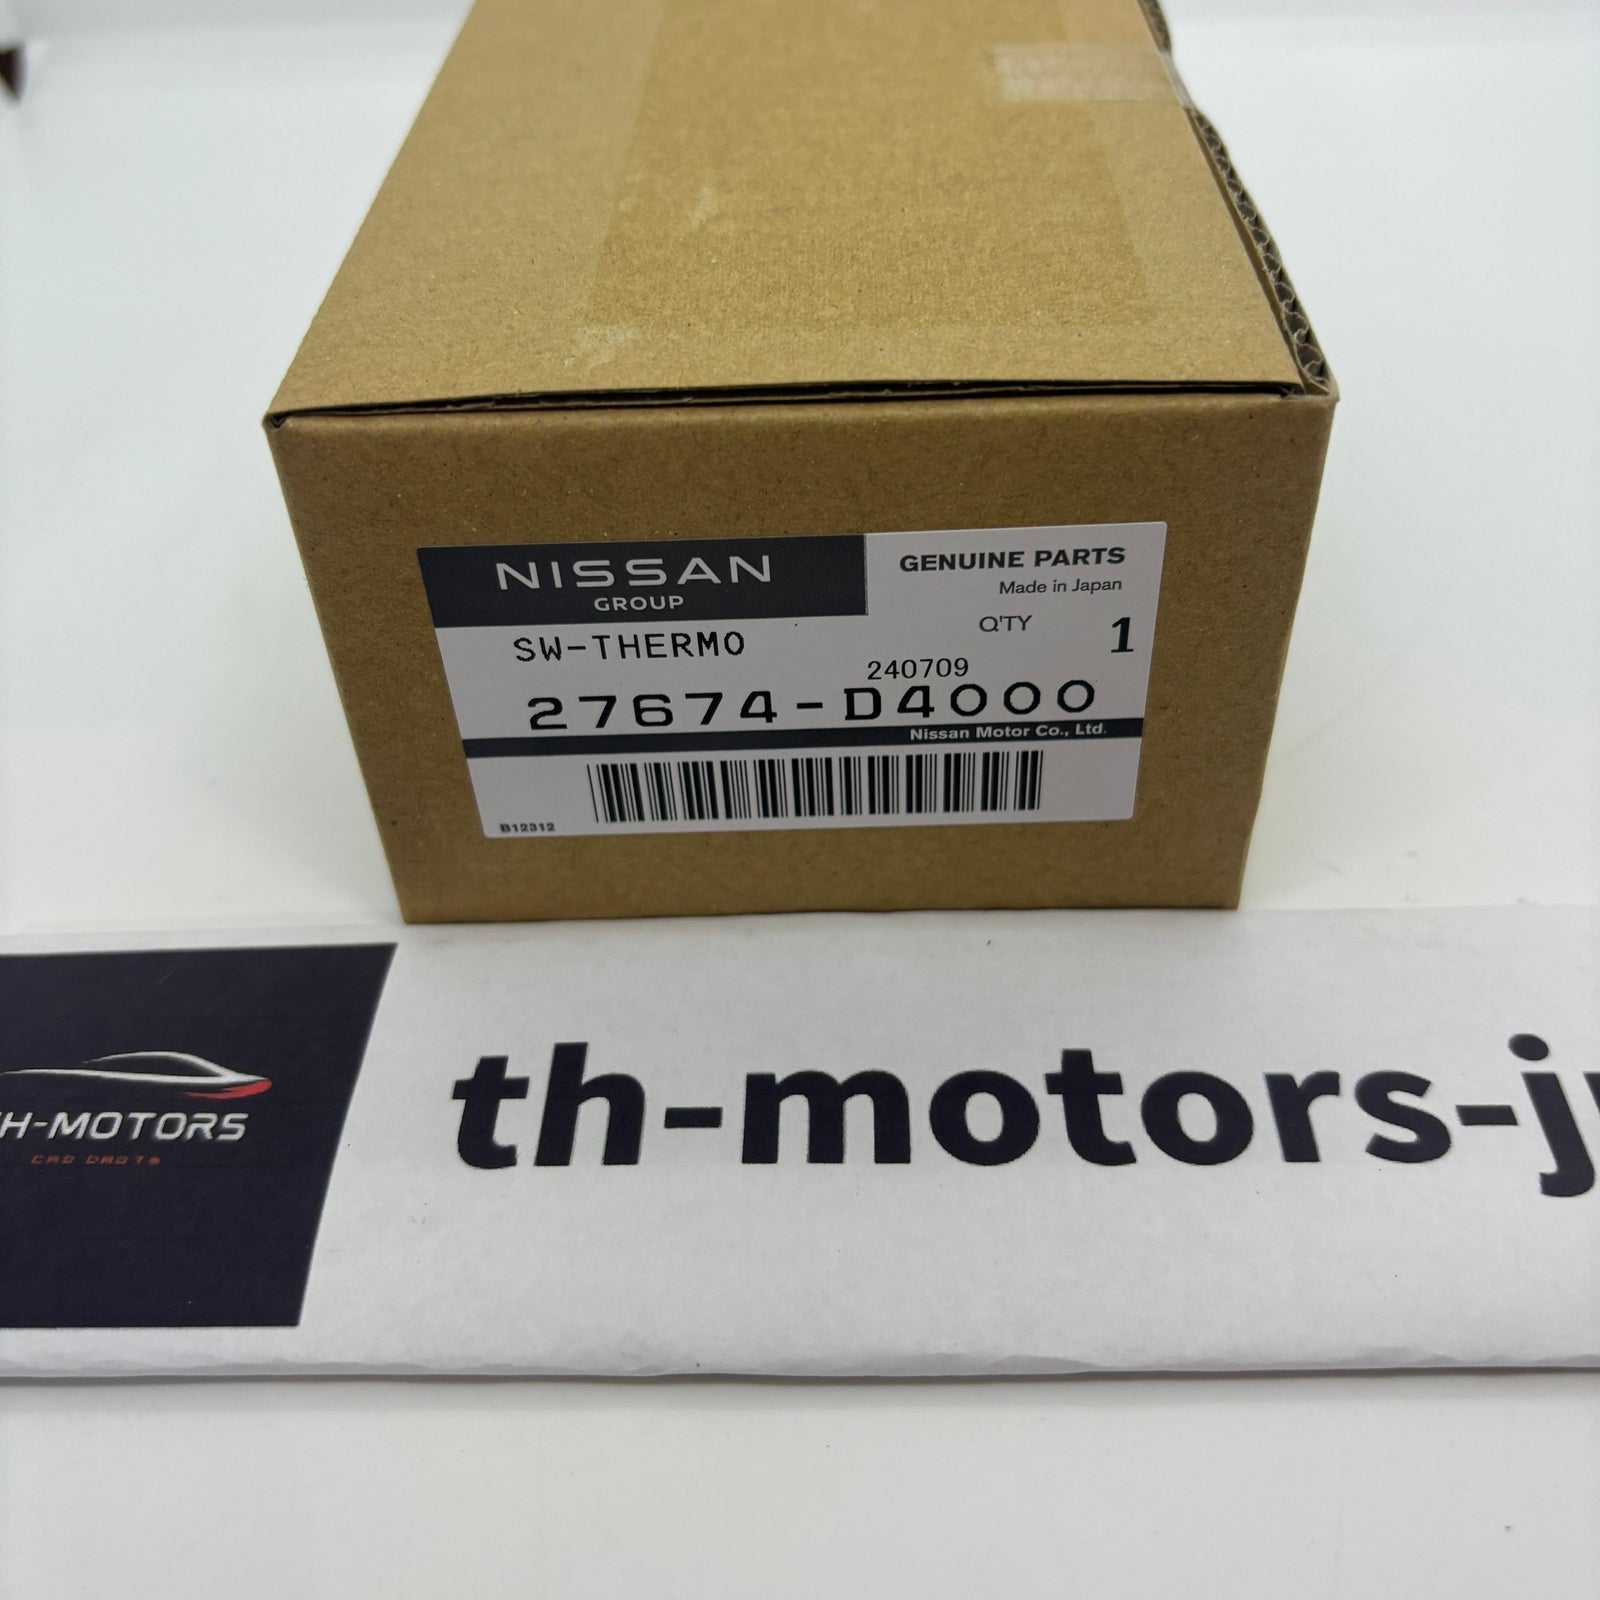 NISSAN
GROUP
GENUINE PARTS
Made in Japan
SW-THERMO
Q'TY 1
240709
27674-D4000
Nissan Motor Co., Ltd.
B12312
H-MOTORS
th-motors-j